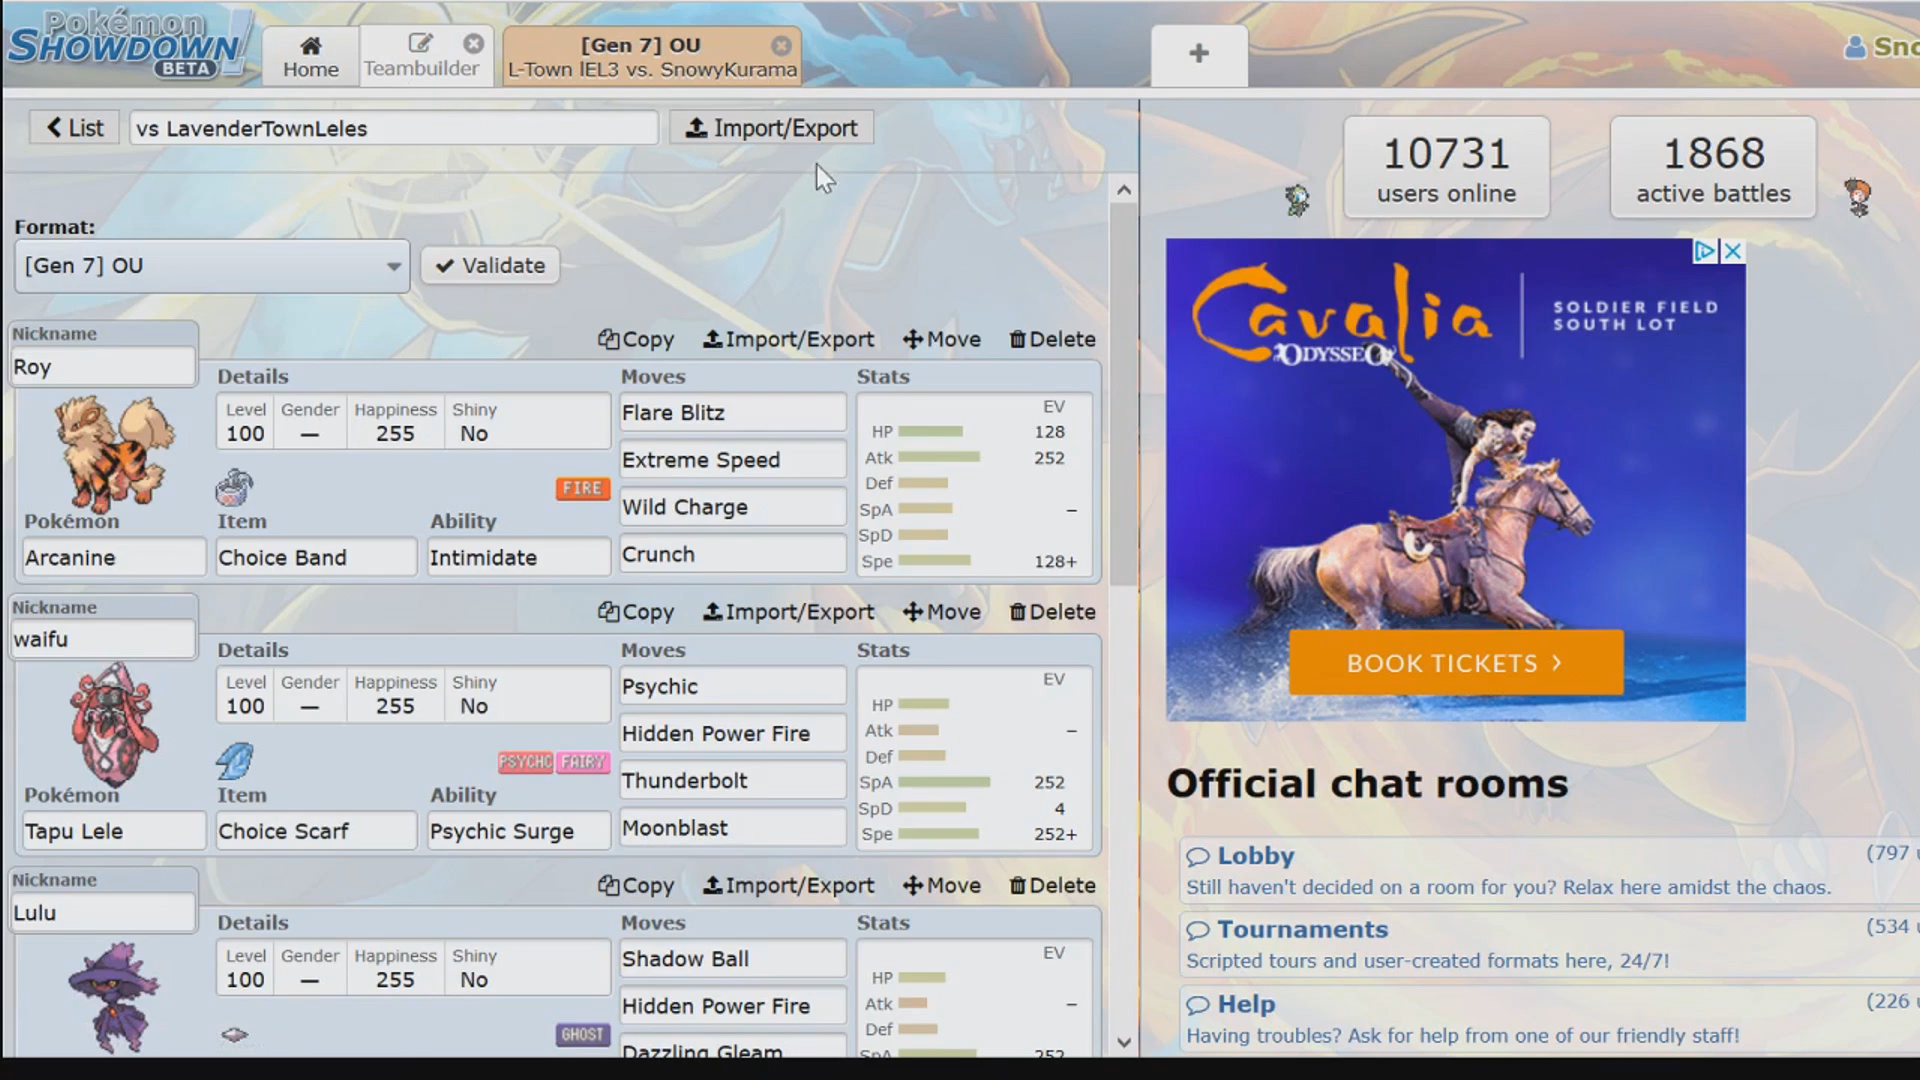 Pokémon
SHOWDOWN!
BETA
Home
Teambuilder
[Gen 7] OU
L-Town IEL3 vs. SnowyKurama
+
Sno
List
vs LavenderTownLeles
Import/Export
Format:
[Gen 7] OU
Validate
Nickname
Roy
Copy Import/Export Move Delete
Details
Level Gender Happiness Shiny
100 — 255 No
FIRE
Pokémon Item Ability
Arcanine Choice Band Intimidate
Moves
Flare Blitz
Extreme Speed
Wild Charge
Crunch
Stats
EV
HP 128
Atk 252
Def
SpA –
SpD
Spe 128+
Nickname
waifu
Copy Import/Export Move Delete
Details
Level Gender Happiness Shiny
100 — 255 No
PSYCHC FAIRY
Pokémon Item Ability
Tapu Lele Choice Scarf Psychic Surge
Moves
Psychic
Hidden Power Fire
Thunderbolt
Moonblast
Stats
EV
HP
Atk –
Def
SpA 252
SpD 4
Spe 252+
Nickname
Lulu
Copy Import/Export Move Delete
Details
Level Gender Happiness Shiny
100 — 255 No
GHOST
Moves
Shadow Ball
Hidden Power Fire
Dazzling Gleam
Stats
EV
HP
Atk –
Def
SpA 252
10731
users online
1868
active battles
Cavalia
ODYSSEO
SOLDIER FIELD
SOUTH LOT
BOOK TICKETS >
Official chat rooms
Lobby (797 u
Still haven't decided on a room for you? Relax here amidst the chaos.
Tournaments (534 u
Scripted tours and user-created formats here, 24/7!
Help (226 u
Having troubles? Ask for help from one of our friendly staff!